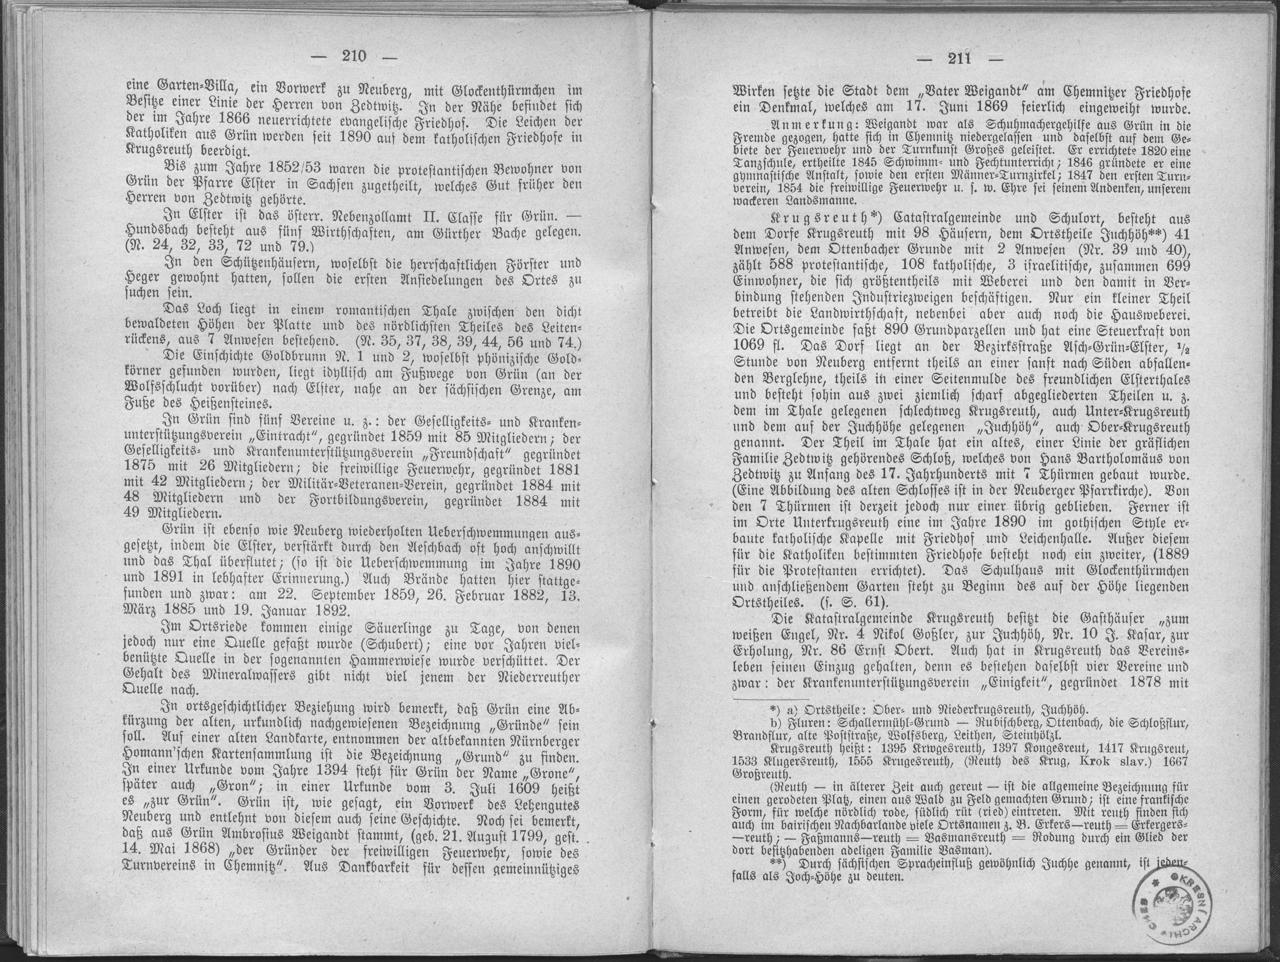 — 210 —
eine Garten-Villa, ein Vorwerk zu Neuberg, mit Glockenthürmchen im
Besitze einer Linie der Herren von Zedtwitz. In der Nähe befindet sich
der im Jahre 1866 neuerrichtete evangelische Friedhof. Die Leichen der
Katholiken aus Grün werden seit 1890 auf dem katholischen Friedhofe in
Krugsreuth beerdigt.
Bis zum Jahre 1852/53 waren die protestantischen Bewohner von
Grün der Pfarre Elster in Sachsen zugetheilt, welches Gut früher den
Herren von Zedtwitz gehörte.
In Elster ist das österr. Nebenzollamt II. Classe für Grün. —
Hundsbach besteht aus fünf Wirthschaften, am Gürther Bache gelegen.
(N. 24, 32, 33, 72 und 79.)
In den Schützenhäusern, woselbst die herrschaftlichen Förster und
Heger gewohnt hatten, sollen die ersten Ansiedelungen des Ortes zu
suchen sein.
Das Loch liegt in einem romantischen Thale zwischen den dicht
bewaldeten Höhen der Platte und des nördlichsten Theiles des Leiten-
rückens, aus 7 Anwesen bestehend. (N. 35, 37, 38, 39, 44, 56 und 74.)
Die Einschichte Goldbrunn N. 1 und 2, woselbst phönizische Gold-
körner gefunden wurden, liegt idyllisch am Fußwege von Grün (an der
Wolfsschlucht vorüber) nach Elster, nahe an der sächsischen Grenze, am
Fuße des Heißensteines.
In Grün sind fünf Vereine u. z.: der Geselligkeits- und Kranken-
unterstützungsverein „Eintracht", gegründet 1859 mit 85 Mitgliedern; der
Geselligkeits- und Krankenunterstützungsverein „Freundschaft" gegründet
1875 mit 26 Mitgliedern; die freiwillige Feuerwehr, gegründet 1881
mit 42 Mitgliedern; der Militär-Veteranen-Verein, gegründet 1884 mit
48 Mitgliedern und der Fortbildungsverein, gegründet 1884 mit
49 Mitgliedern.
Grün ist ebenso wie Neuberg wiederholten Ueberschwemmungen aus-
gesetzt, indem die Elster, verstärkt durch den Aeschbach oft hoch anschwillt
und das Thal überflutet; (so ist die Ueberschwemmung im Jahre 1890
und 1891 in lebhafter Erinnerung.) Auch Brände hatten hier stattge-
funden und zwar: am 22. September 1859, 26. Februar 1882, 13.
März 1885 und 19. Januar 1892.
Im Ortsriede kommen einige Säuerlinge zu Tage, von denen
jedoch nur eine Quelle gefaßt wurde (Schubert); eine vor Jahren viel-
benützte Quelle in der sogenannten Hammerwiese wurde verschüttet. Der
Gehalt des Mineralwassers gibt nicht viel jenem der Niederreuther
Quelle nach.
In ortsgeschichtlicher Beziehung wird bemerkt, daß Grün eine Ab-
kürzung der alten, urkundlich nachgewiesenen Bezeichnung „Gründe" sein
soll. Auf einer alten Landkarte, entnommen der altbekannten Nürnberger
Homann'schen Kartensammlung ist die Bezeichnung „Grund" zu finden.
In einer Urkunde vom Jahre 1394 steht für Grün der Name „Grone",
später auch „Gron"; in einer Urkunde vom 3. Juli 1609 heißt
es „zur Grün". Grün ist, wie gesagt, ein Vorwerk des Lehengutes
Neuberg und entlehnt von diesem auch seine Geschichte. Noch sei bemerkt,
daß aus Grün Ambrosius Weigandt stammt, (geb. 21. August 1799, gest.
14. Mai 1868) „der Gründer der freiwilligen Feuerwehr, sowie des
Turnvereins in Chemnitz". Aus Dankbarkeit für dessen gemeinnütziges
— 211 —
Wirken setzte die Stadt dem „Vater Weigandt" am Chemnitzer Friedhofe
ein Denkmal, welches am 17. Juni 1869 feierlich eingeweiht wurde.
Anmerkung: Weigandt war als Schuhmachergehilfe aus Grün in die
Fremde gezogen, hatte sich in Chemnitz niedergelassen und daselbst auf dem Ge-
biete der Feuerwehr und der Turnkunst Großes geleistet. Er errichtete 1820 eine
Tanzschule, ertheilte 1845 Schwimm- und Fechtunterricht; 1846 gründete er eine
gymnastische Anstalt, sowie den ersten Männer-Turnzirkel; 1847 den ersten Turn-
verein, 1854 die freiwillige Feuerwehr u. s. w. Ehre sei seinem Andenken, unserem
wackeren Landsmanne.
Krugsreuth*) Catastralgemeinde und Schulort, besteht aus
dem Dorfe Krugsreuth mit 98 Häusern, dem Ortstheile Juchhöh**) 41
Anwesen, dem Ottenbacher Grunde mit 2 Anwesen (Nr. 39 und 40),
zählt 588 protestantische, 108 katholische, 3 israelitische, zusammen 699
Einwohner, die sich größtentheils mit Weberei und den damit in Ver-
bindung stehenden Industriezweigen beschäftigen. Nur ein kleiner Theil
betreibt die Landwirthschaft, nebenbei aber auch noch die Hausweberei.
Die Ortsgemeinde faßt 890 Grundparzellen und hat eine Steuerkraft von
1069 fl. Das Dorf liegt an der Bezirksstraße Asch-Grün-Elster, 1/2
Stunde von Neuberg entfernt theils an einer sanft nach Süden abfallen-
den Berglehne, theils in einer Seitenmulde des freundlichen Elsterthales
und besteht sohin aus zwei ziemlich scharf abgegliederten Theilen u. z.
dem im Thale gelegenen schlechtweg Krugsreuth, auch Unter-Krugsreuth
und dem auf der Juchhöhe gelegenen „Juchhöh", auch Ober-Krugsreuth
genannt. Der Theil im Thale hat ein altes, einer Linie der gräflichen
Familie Zedtwitz gehörendes Schloß, welches von Hans Bartholomäus von
Zedtwitz zu Anfang des 17. Jahrhunderts mit 7 Thürmen gebaut wurde.
(Eine Abbildung des alten Schlosses ist in der Neuberger Pfarrkirche). Von
den 7 Thürmen ist derzeit jedoch nur einer übrig geblieben. Ferner ist
im Orte Unterkrugsreuth eine im Jahre 1890 im gothischen Style er-
baute katholische Kapelle mit Friedhof und Leichenhalle. Außer diesem
für die Katholiken bestimmten Friedhofe besteht noch ein zweiter, (1889
für die Protestanten errichtet). Das Schulhaus mit Glockenthürmchen
und anschließendem Garten steht zu Beginn des auf der Höhe liegenden
Ortstheiles. (s. S. 61).
Die Katastralgemeinde Krugsreuth besitzt die Gasthäuser „zum
weißen Engel, Nr. 4 Nikol Goßler, zur Juchhöh, Nr. 10 J. Kasar, zur
Erholung, Nr. 86 Ernst Obert. Auch hat in Krugsreuth das Vereins-
leben seinen Einzug gehalten, denn es bestehen daselbst vier Vereine und
zwar: der Krankenunterstützungsverein „Einigkeit", gegründet 1878 mit
*) a) Ortstheile: Ober- und Niederkrugsreuth, Juchhöh.
b) Fluren: Schallermühl-Grund — Rubischberg, Ottenbach, die Schloßflur,
Brandflur, alte Poststraße, Wolfsberg, Leithen, Steinhölzl.
Krugsreuth heißt: 1395 Krwgesreuth, 1397 Kongesreut, 1417 Krugsreut,
1533 Klugersreuth, 1555 Krugesreuth, (Reuth des Krug, Krok slav.) 1667
Großreuth.
(Reuth — in älterer Zeit auch gereut — ist die allgemeine Bezeichnung für
einen gerodeten Platz, einen aus Wald zu Feld gemachten Grund; ist eine frankische
Form, für welche nördlich rode, südlich rüt (ried) eintreten. Mit reuth finden sich
auch im bairischen Nachbarlande viele Ortsnamen z. B. Erkers—reuth = Erkergers-
—reuth; — Faßmanns—reuth = Vasmansreuth = Rodung durch ein Glied der
dort besitzhabenden adeligen Familie Vasman).
**) Durch sächsischen Spracheinfluß gewöhnlich Juchhe genannt, ist jeden-
falls als Joch-Höhe zu deuten.
OKRESNÍ ARCHIV * CHEB *